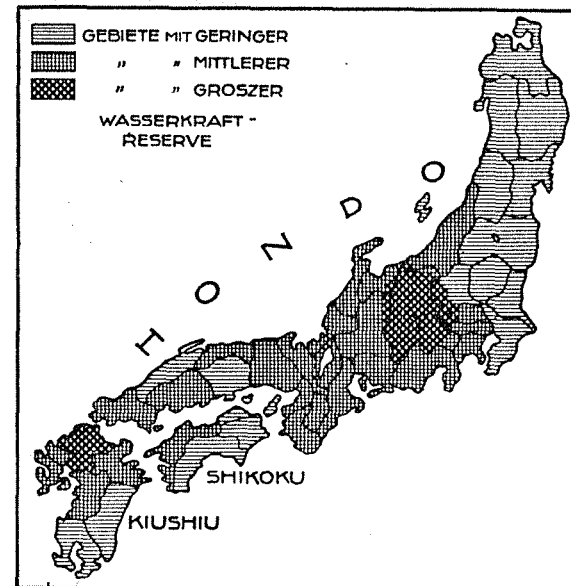 GEBIETE MIT GERINGER
„ „ MITTLERER
„ „ GROSZER
WASSERKRAFT-
RESERVE
HONDO
SHIKOKU
KIUSHIU